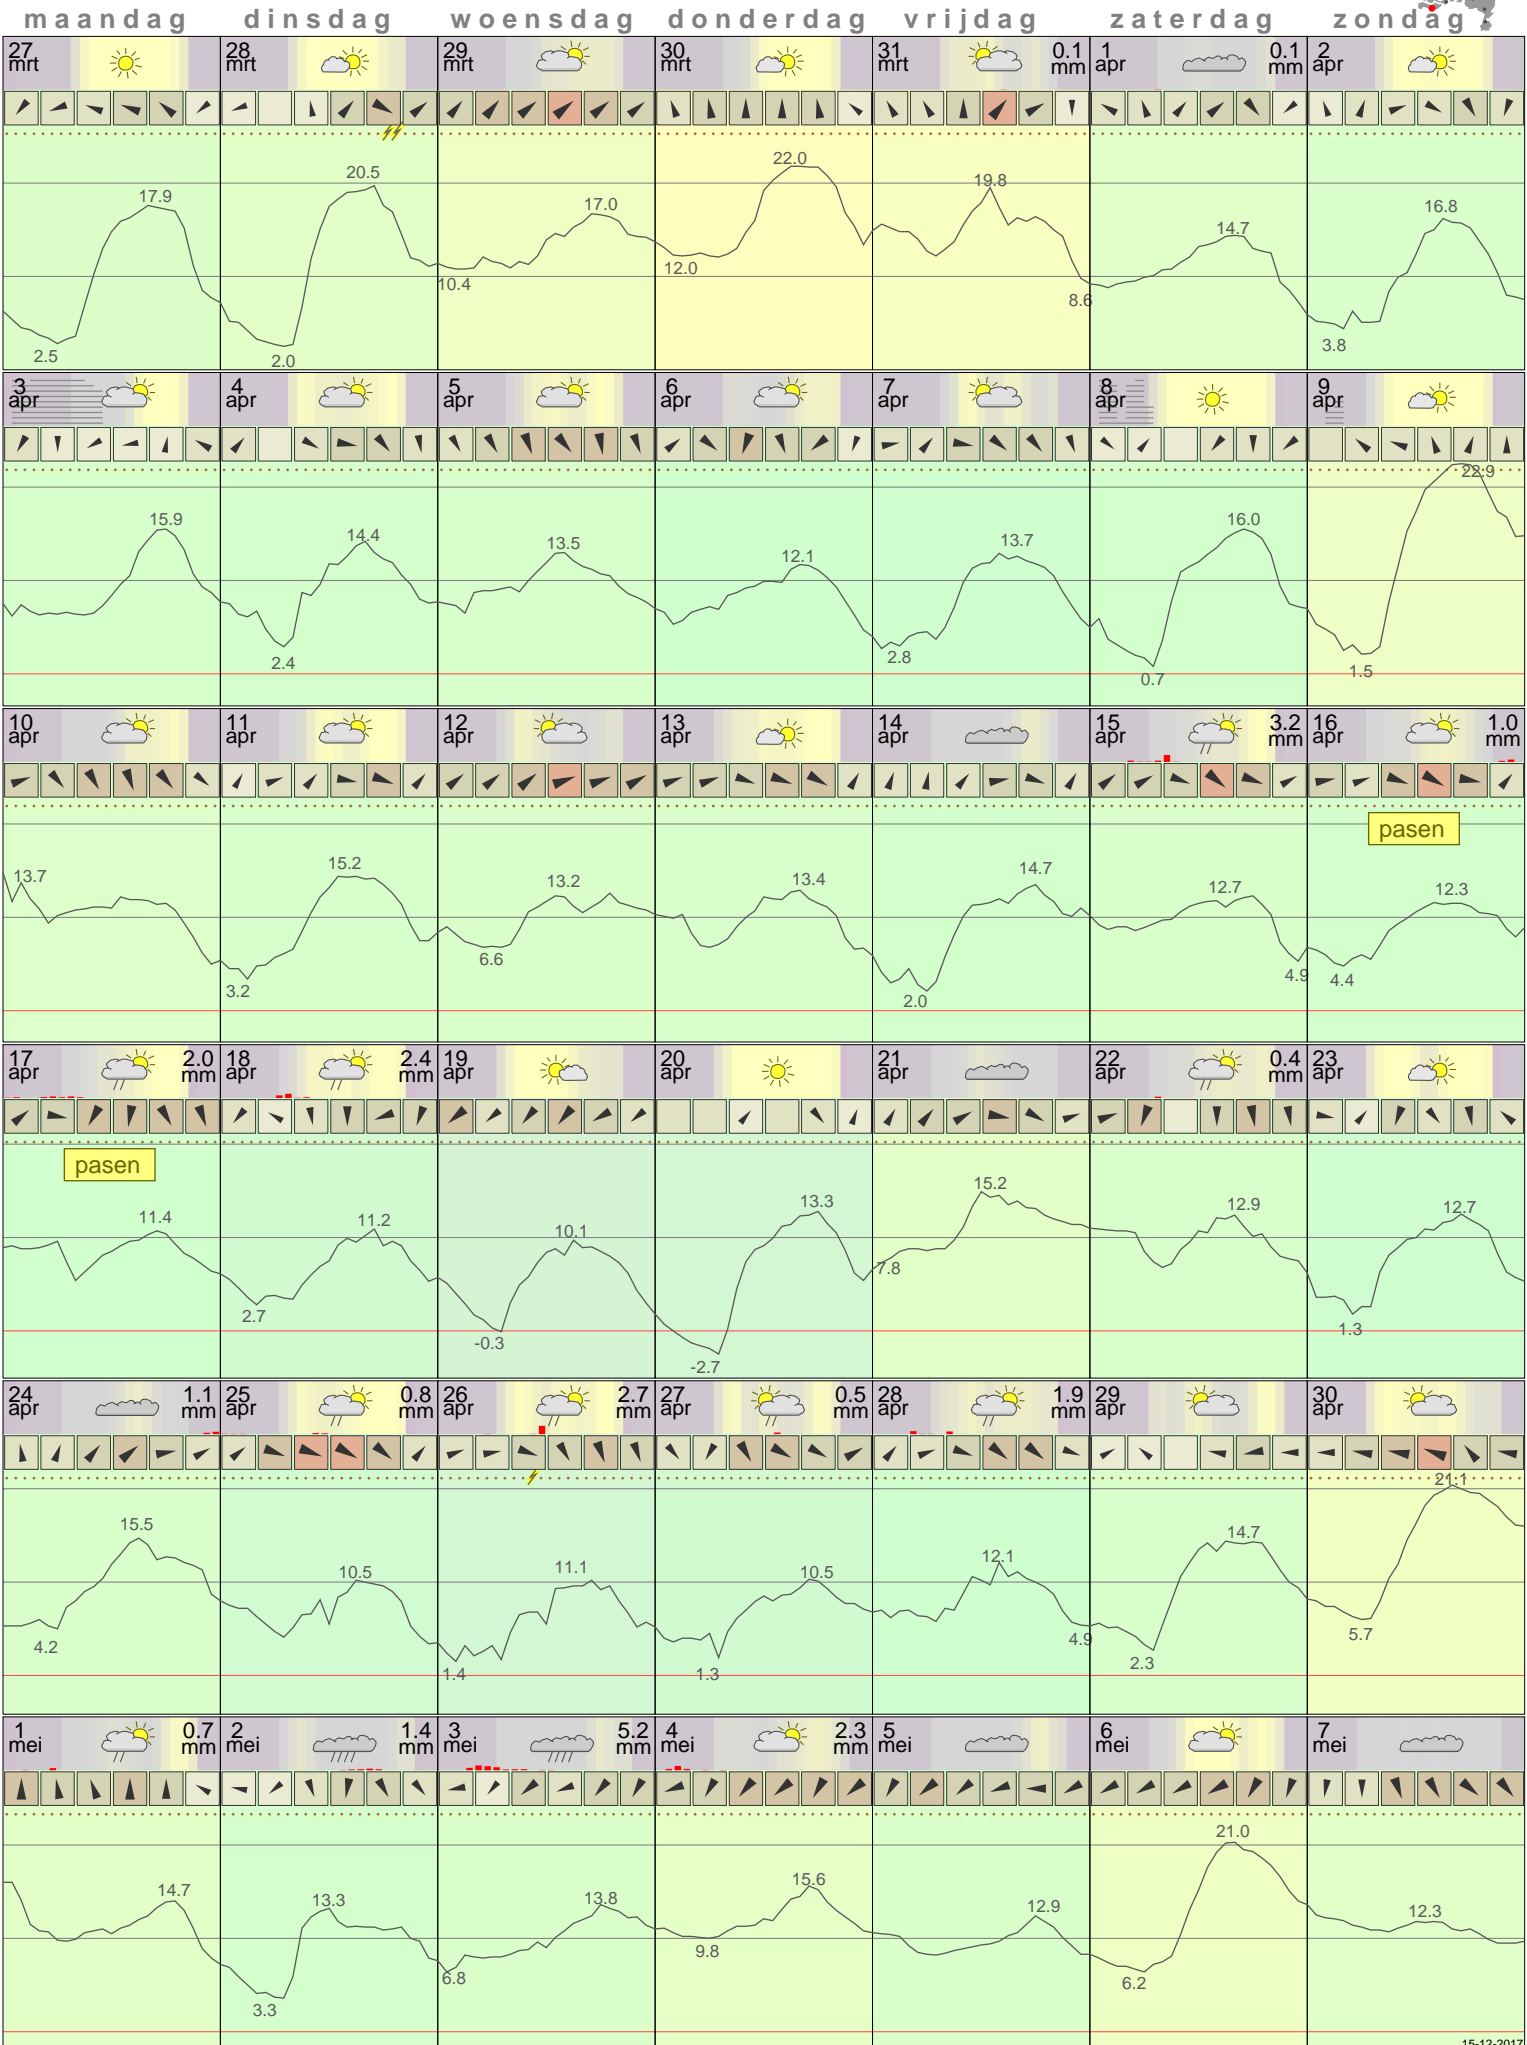 maandag dinsdag woensdag donderdag vrijdag zaterdag zondag
27 28 29 30 31 0.1 1 0.1 2
mrt mrt mrt mrt mrt mm apr mm apr
22.0
20.5 19.8
17.9 17.0 16.8
14.7
12.0
10.4 8.6
2.5 2.0 3.8
3 4 5 6 7 8 9
apr apr apr apr apr apr apr
22.9
15.9 14.4 13.5 12.1 13.7 16.0
2.4 2.8 0.7 1.5
10 11 12 13 14 15 3.2 16 1.0
apr apr apr apr apr apr mm apr mm
pasen
13.7 15.2 13.2 13.4 14.7 12.7 12.3
3.2 6.6 2.0 4.9 4.4
17 2.0 18 2.4 19 20 21 22 0.4 23
apr mm apr mm apr apr apr apr mm apr
pasen
11.4 11.2 10.1 13.3 15.2 12.9 12.7
7.8
2.7 -0.3 -2.7 1.3
24 1.1 25 0.8 26 2.7 27 0.5 28 1.9 29 30
apr mm apr mm apr mm apr mm apr mm apr apr
21.1
15.5 10.5 11.1 10.5 12.1 14.7
4.2 1.4 1.3 4.9 2.3 5.7
1 0.7 2 1.4 3 5.2 4 2.3 5 6 7
mei mm mei mm mei mm mei mm mei mei mei
21.0
14.7 13.3 13.8 15.6 12.9 12.3
3.3 6.8 9.8 6.2
15-12-2017